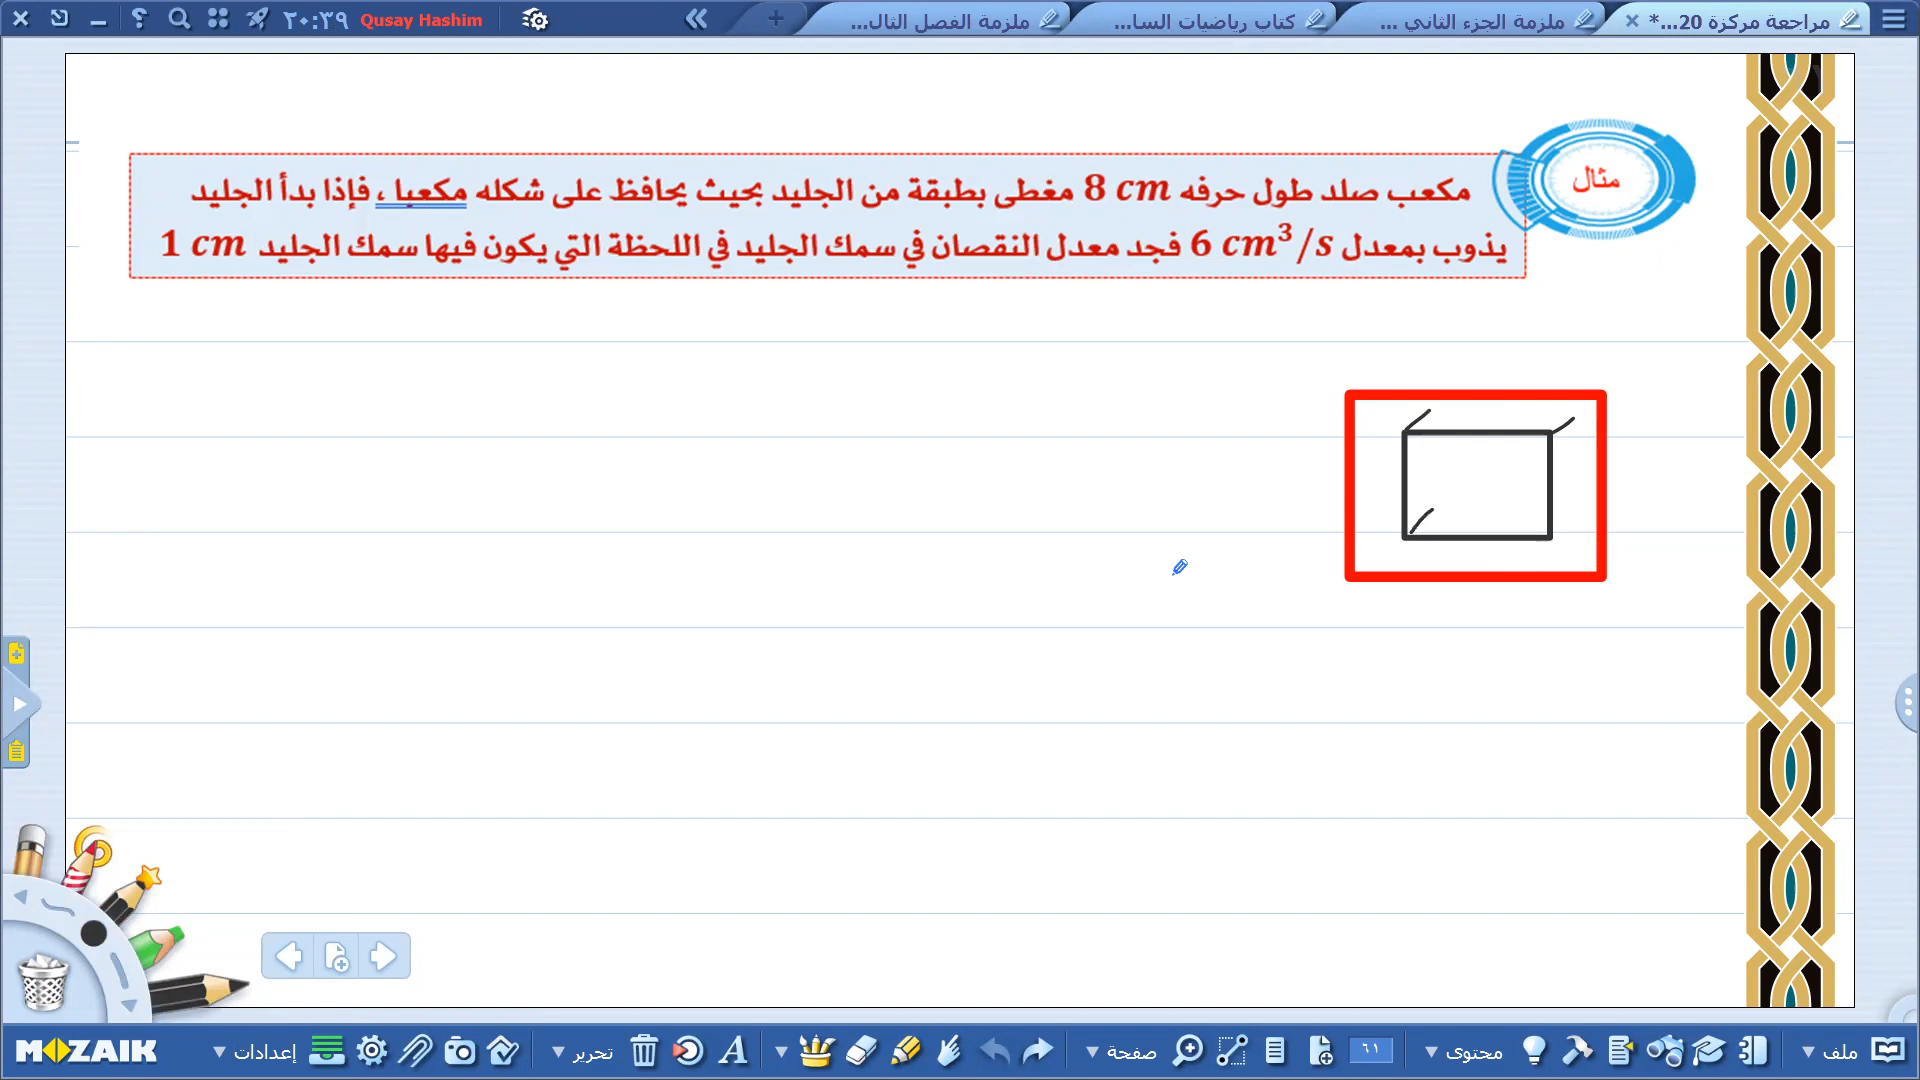 مراجعة مركزة 20...*
ملزمة الجزء الثاني ...
كتاب رياضيات السا...
ملزمة الفصل الثال...
Qusay Hashim
٢٠:٣٩
مثال
مكعب صلد طول حرفه 8 cm مغطى بطبقة من الجليد بحيث يحافظ على شكله مكعبا ، فإذا بدأ الجليد
يذوب بمعدل 6 cm³/s فجد معدل النقصان في سمك الجليد في اللحظة التي يكون فيها سمك الجليد 1 cm
ملف
محتوى
٦١
صفحة
تحرير
إعدادات
MOZAIK